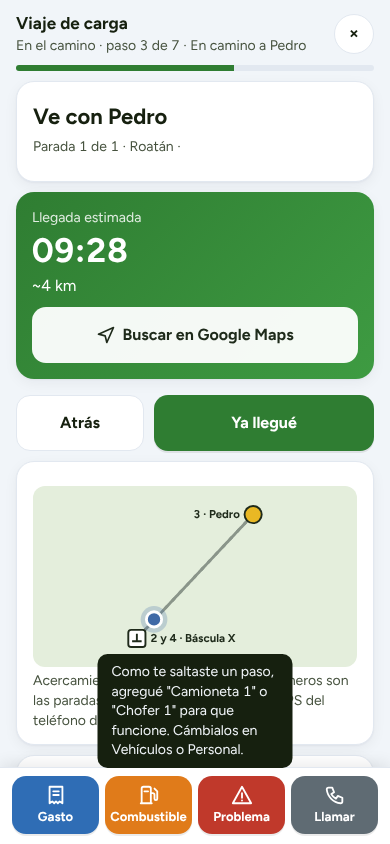 Viaje de carga
En el camino · paso 3 de 7 · En camino a Pedro
×
Ve con Pedro
Parada 1 de 1 · Roatán ·
Llegada estimada
09:28
~4 km
Buscar en Google Maps
Atrás
Ya llegué
3 · Pedro
2 y 4 · Báscula X
Como te saltaste un paso,
agregué "Camioneta 1" o
"Chofer 1" para que
funcione. Cámbialos en
Vehículos o Personal.
las
teléfono
son
del
Gasto
Combustible
Problema
Llamar